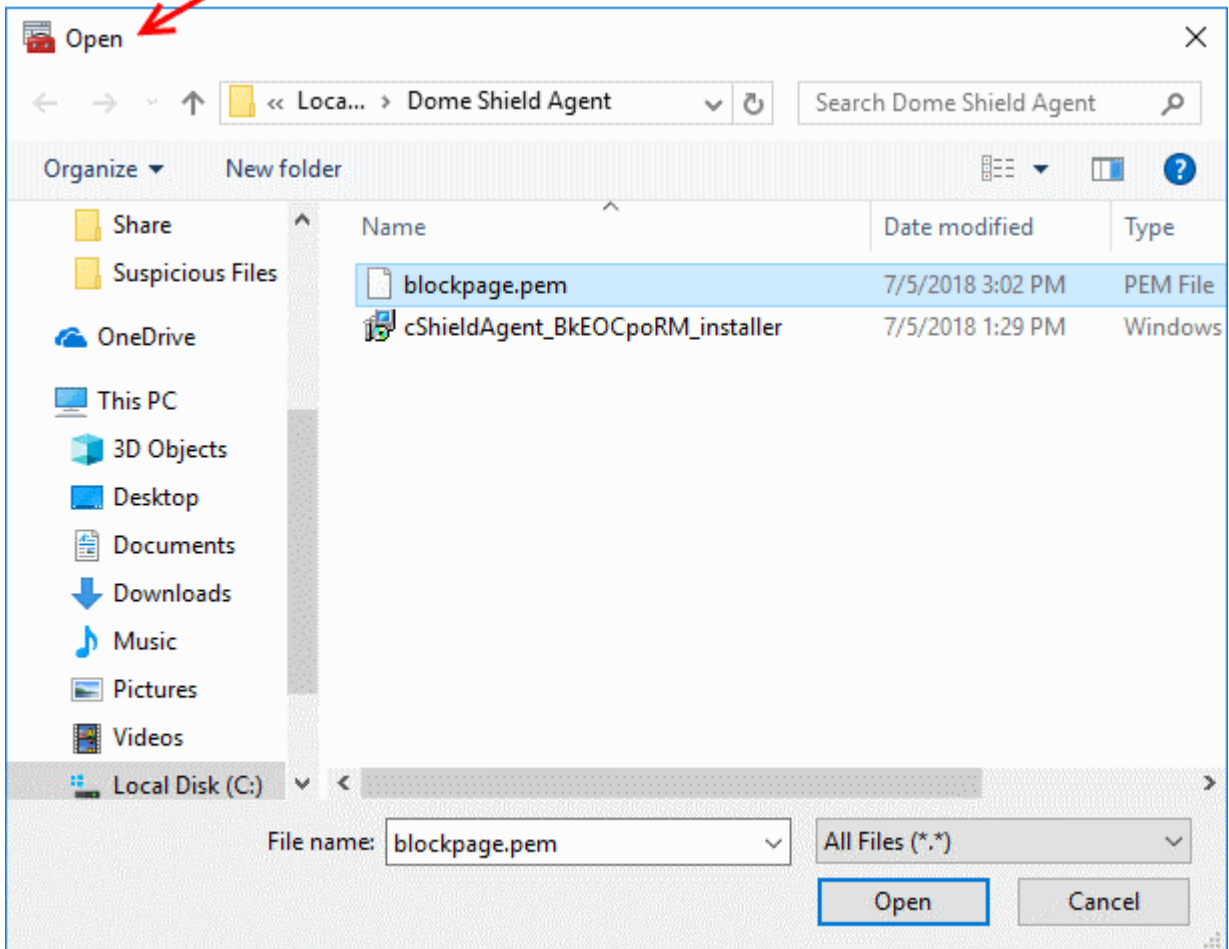 Open
« Loca... › Dome Shield Agent
Search Dome Shield Agent
Organize
New folder
Share
Suspicious Files
OneDrive
This PC
3D Objects
Desktop
Documents
Downloads
Music
Pictures
Videos
Local Disk (C:)
Name Date modified Type
blockpage.pem 7/5/2018 3:02 PM PEM File
cShieldAgent_BkEOCpoRM_installer 7/5/2018 1:29 PM Windows
File name: blockpage.pem
All Files (*.*)
Open Cancel